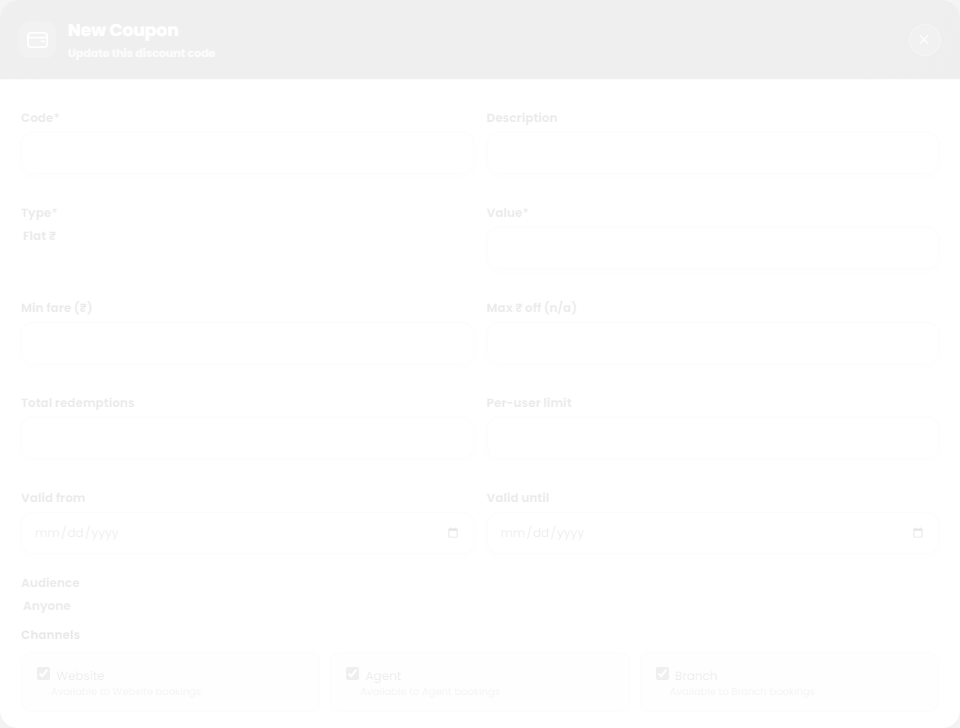 New Coupon
Update this discount code
Code*
Description
Type*
Flat ₹
Value*
Min fare (₹)
Max ₹ off (n/a)
Total redemptions
Per-user limit
Valid from
Valid until
mm/dd/yyyy
mm/dd/yyyy
Audience
Anyone
Channels
Website
Available to Website bookings
Agent
Available to Agent bookings
Branch
Available to Branch bookings